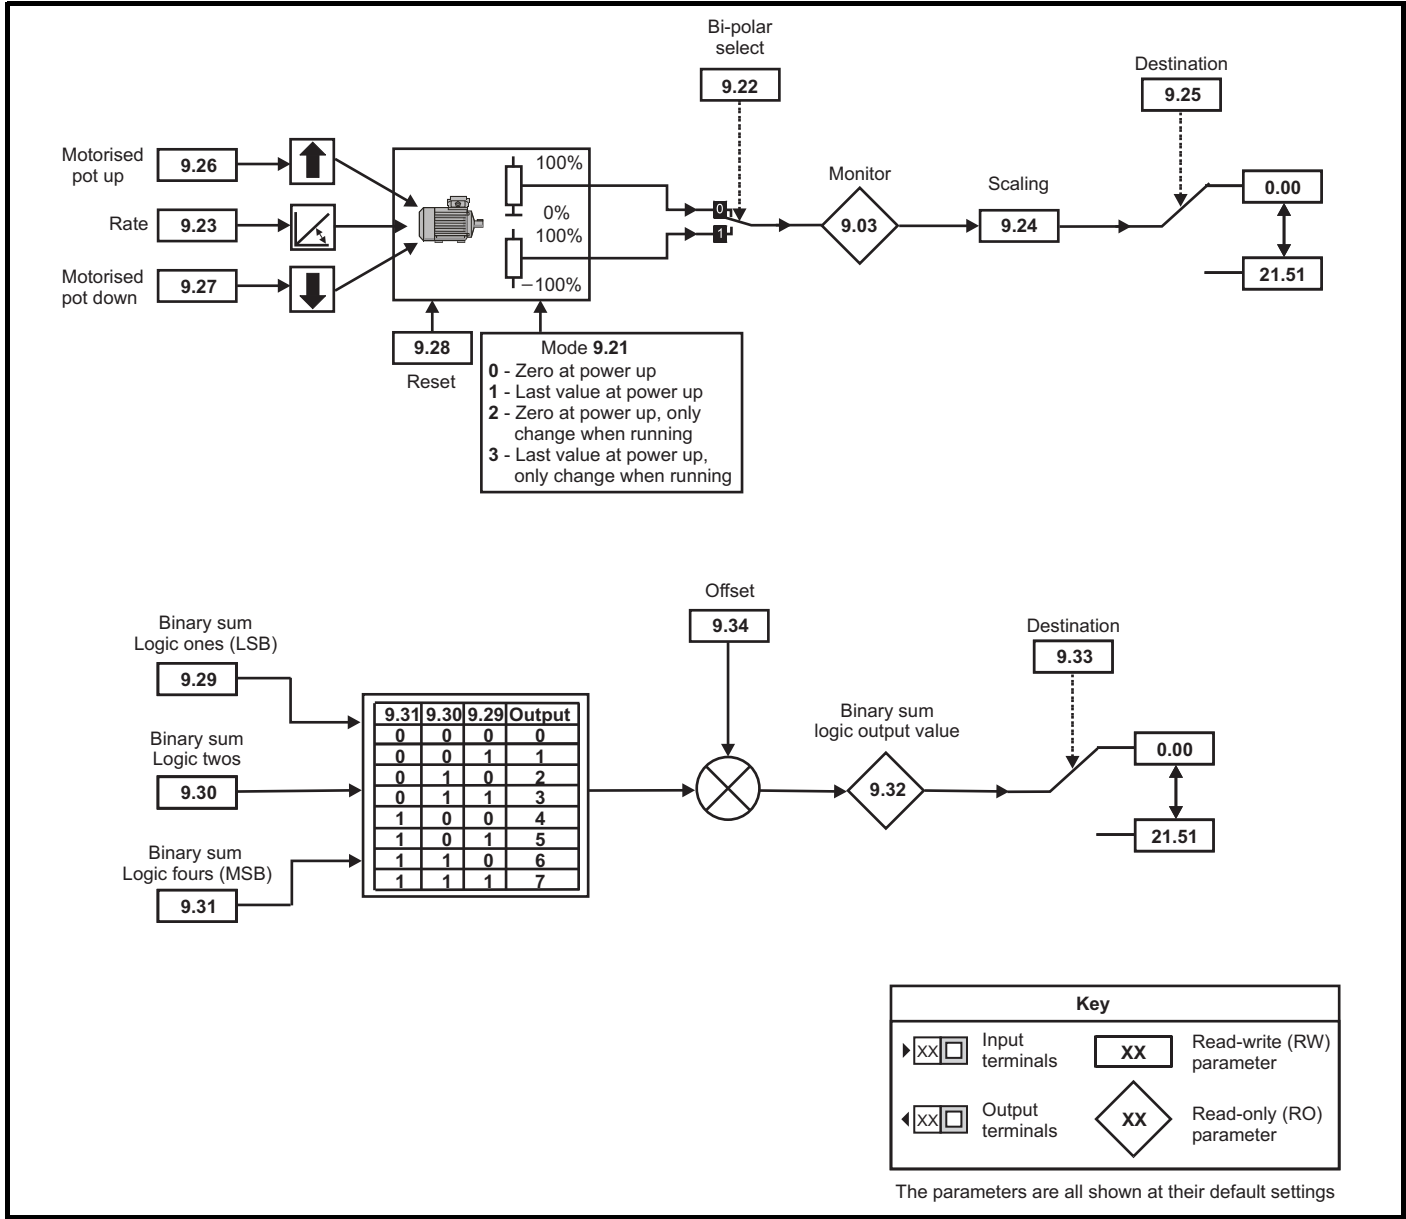 Bi-polar
select
9.22
Destination
9.25
Motorised
pot up
9.26
Rate
9.23
Motorised
pot down
9.27
100%
0%
100%
–100%
0
1
Monitor
9.03
Scaling
9.24
0.00
21.51
9.28
Reset
Mode 9.21
0 - Zero at power up
1 - Last value at power up
2 - Zero at power up, only
change when running
3 - Last value at power up,
only change when running
Binary sum
Logic ones (LSB)
9.29
Binary sum
Logic twos
9.30
Binary sum
Logic fours (MSB)
9.31
9.31 9.30 9.29 Output
0 0 0 0
0 0 1 1
0 1 0 2
0 1 1 3
1 0 0 4
1 0 1 5
1 1 0 6
1 1 1 7
Offset
9.34
Binary sum
logic output value
9.32
Destination
9.33
0.00
21.51
Key
XX
Input
terminals
XX
Read-write (RW)
parameter
XX
Output
terminals
XX
Read-only (RO)
parameter
The parameters are all shown at their default settings